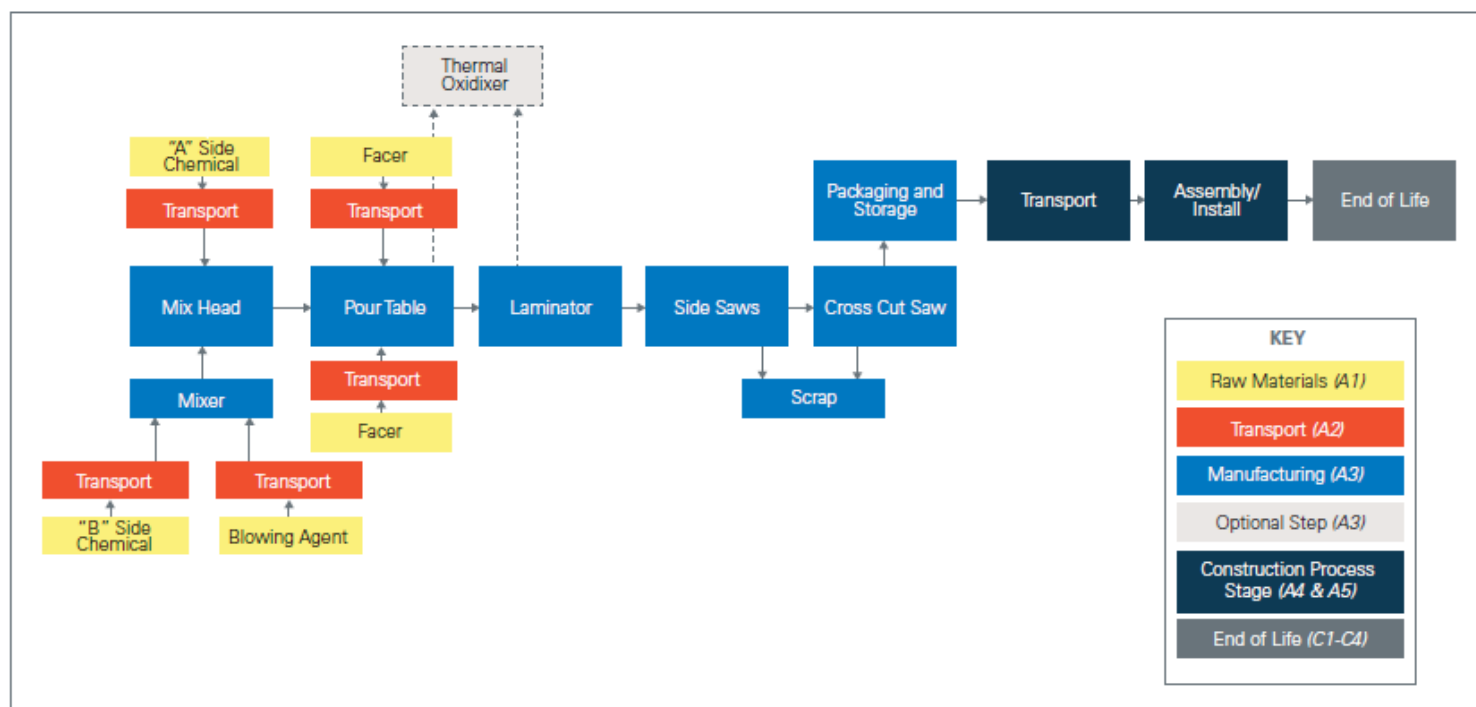 Thermal
Oxidixer
"A" Side
Chemical
Facer
Transport
Transport
Packaging and
Storage
Transport
Assembly/
Install
End of Life
Mix Head
Pour Table
Laminator
Side Saws
Cross Cut Saw
Transport
Mixer
Scrap
Facer
Transport
Transport
"B" Side
Chemical
Blowing Agent
KEY
Raw Materials (A1)
Transport (A2)
Manufacturing (A3)
Optional Step (A3)
Construction Process
Stage (A4 & A5)
End of Life (C1-C4)